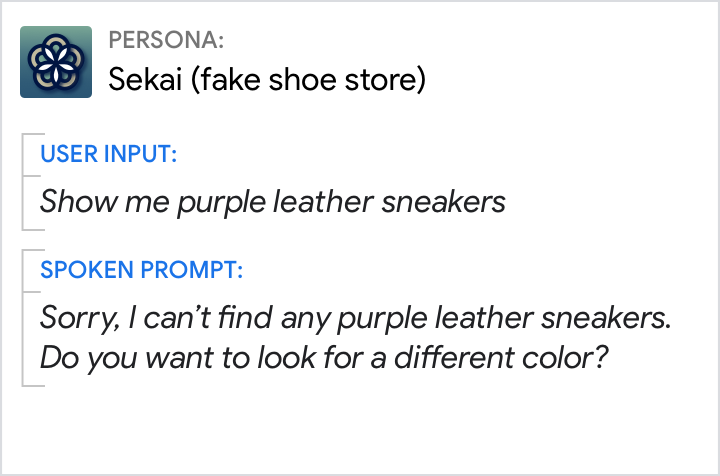 PERSONA:
Sekai (fake shoe store)
USER INPUT:
Show me purple leather sneakers
SPOKEN PROMPT:
Sorry, I can’t find any purple leather sneakers.
Do you want to look for a different color?